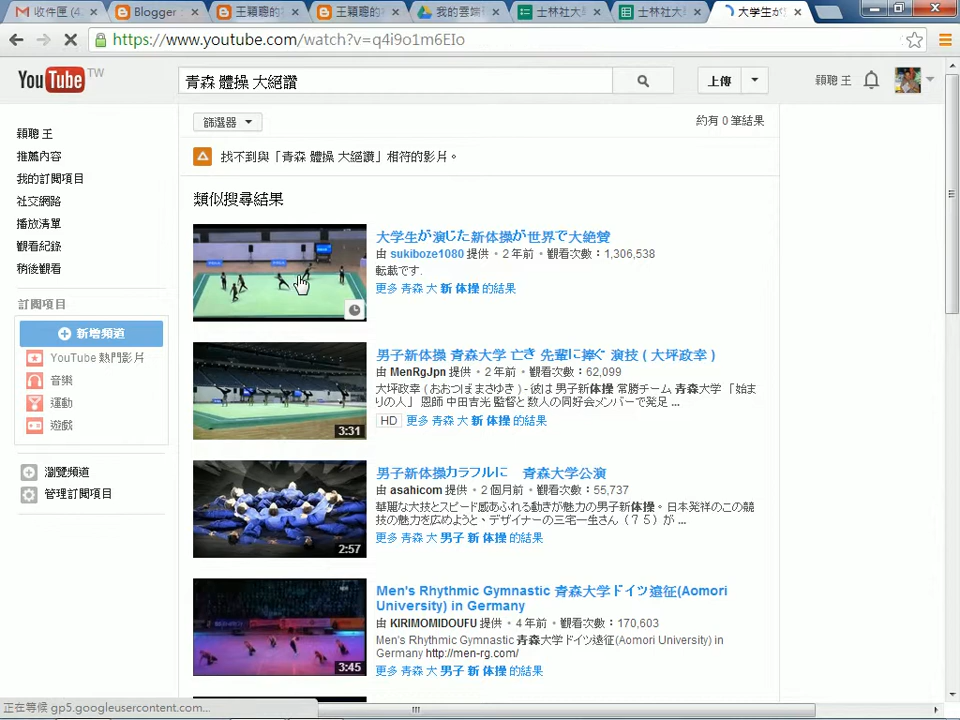 收件匣 (4...
Blogger
王穎聰的
王穎聰的
我的雲端
士林社大
士林社大
大学生が
https://www.youtube.com/watch?v=q4i9o1m6EIo
YouTube TW
青森 體操 大絕讚
上傳
穎聰 王
穎聰 王
推薦內容
我的訂閱項目
社交網路
播放清單
觀看紀錄
稍後觀看
訂閱項目
新增頻道
YouTube 熱門影片
音樂
運動
遊戲
瀏覽頻道
管理訂閱項目
篩選器
約有 0 筆結果
找不到與「青森 體操 大絕讚」相符的影片。
類似搜尋結果
大学生が演じた新体操が世界で大絶賛
由 sukiboze1080 提供 • 2 年前 • 觀看次數：1,306,538
転載です.
更多 青森 大 新 体操 的結果
男子新体操 青森大学 亡き 先輩に捧ぐ 演技 ( 大坪政幸 )
由 MenRgJpn 提供 • 2 年前 • 觀看次數：62,099
大坪政幸 ( おおつぼ まさゆき ) - 彼は 男子新体操 常勝チーム 青森大学 「始ま
りの人」 恩師 中田吉光 監督と 数人の同好会メンバーで発足 ...
HD 更多 青森 大 新 体操 的結果
3:31
男子新体操カラフルに　青森大学公演
由 asahicom 提供 • 2 個月前 • 觀看次數：55,737
華麗な大技とスピード感あふれる動きが魅力の男子新体操。日本発祥のこの競
技の魅力を広めようと、デザイナーの三宅一生さん（７５）が ...
更多 青森 大 男子 新 体操 的結果
2:57
Men's Rhythmic Gymnastic 青森大学ドイツ遠征(Aomori
University) in Germany
由 KIRIMOMIDOUFU 提供 • 4 年前 • 觀看次數：170,603
Men's Rhythmic Gymnastic 青森大学ドイツ遠征(Aomori University) in
Germany http://men-rg.com/
更多 青森 大 男子 新 体操 的結果
3:45
正在等候 gp5.googleusercontent.com...